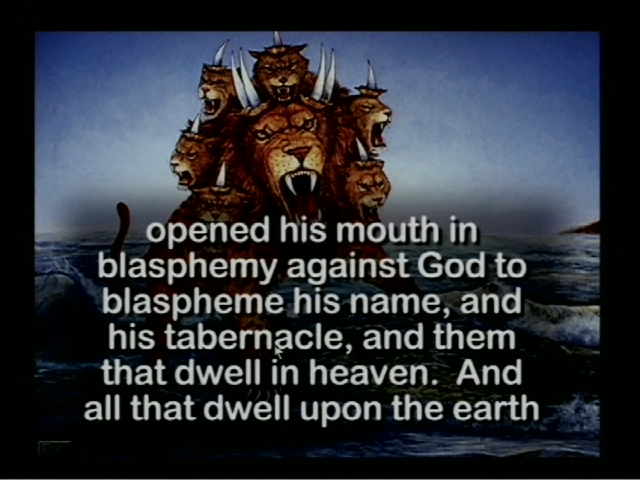 opened his mouth in
blasphemy against God to
blaspheme his name, and
his tabernacle, and them
that dwell in heaven.  And
all that dwell upon the earth